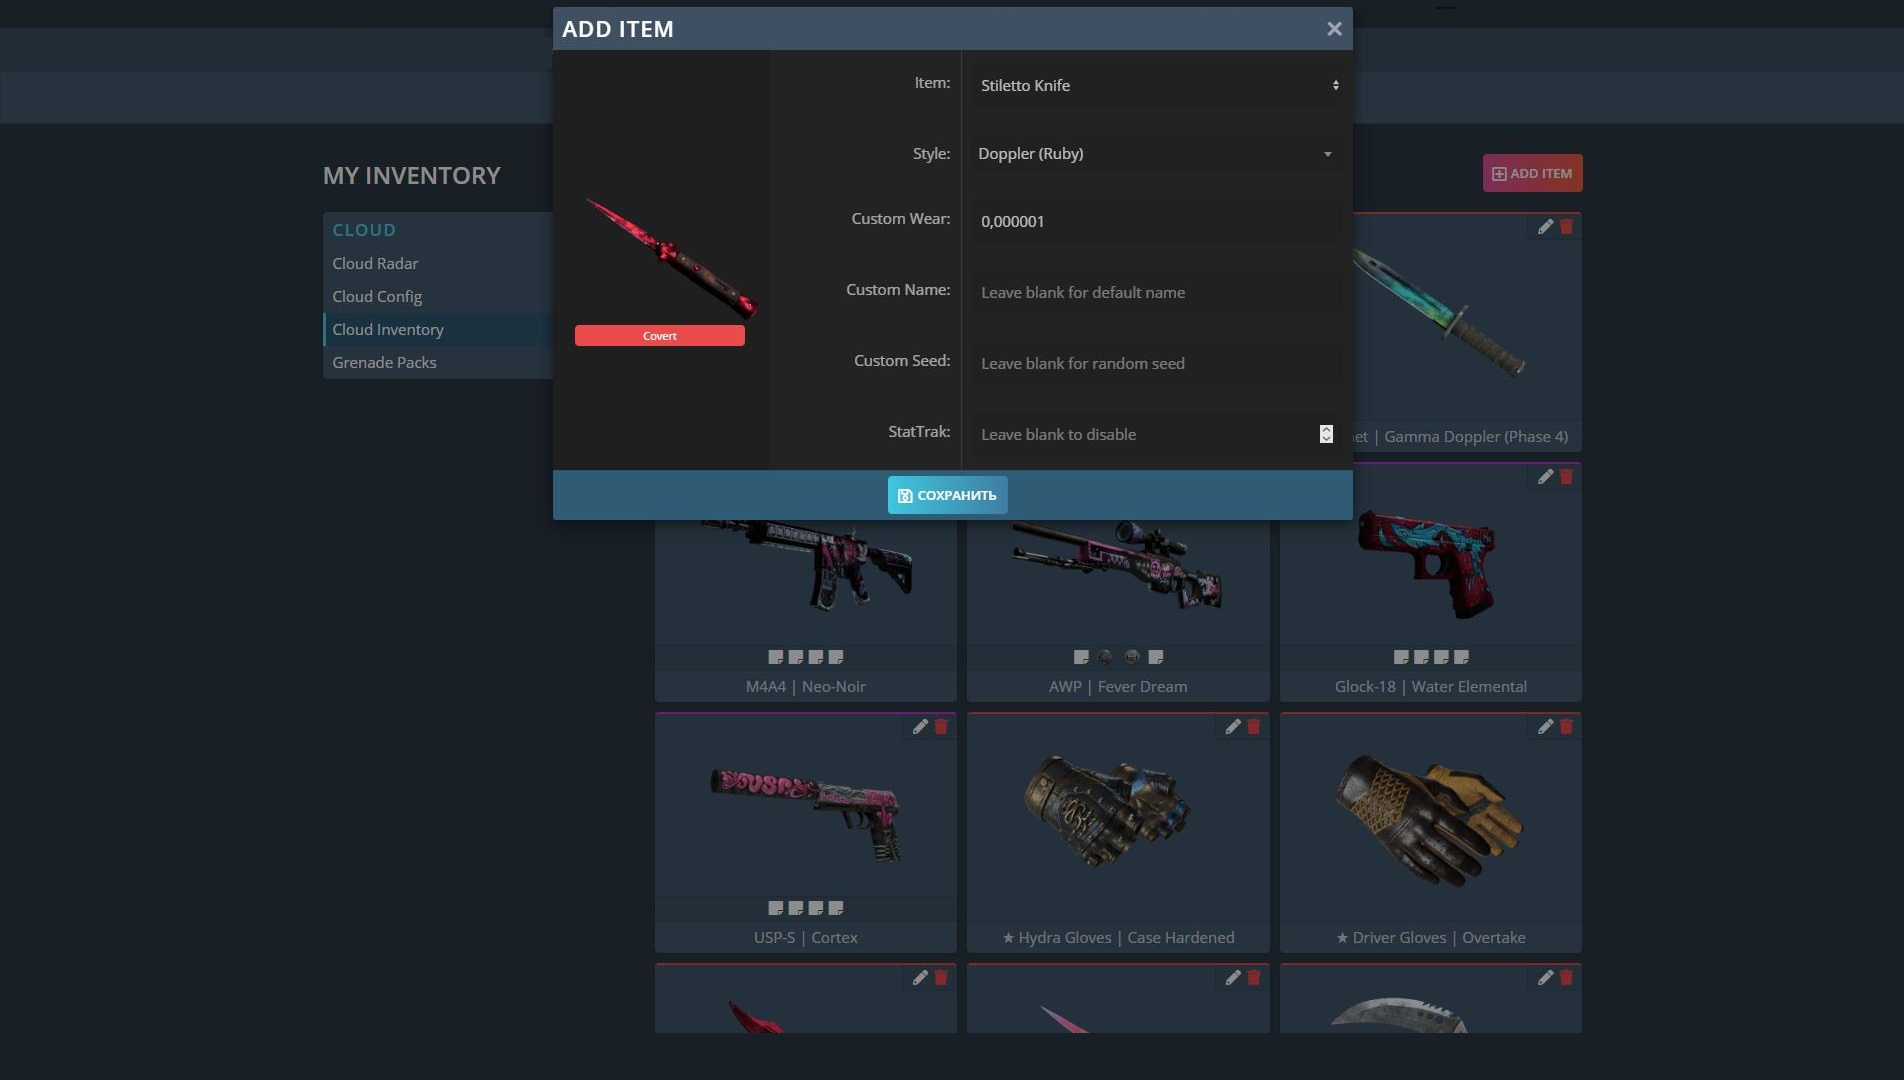 ADD ITEM
Item:
Stiletto Knife
Style:
Doppler (Ruby)
Custom Wear:
0,000001
Custom Name:
Leave blank for default name
Custom Seed:
Leave blank for random seed
StatTrak:
Leave blank to disable
Covert
СОХРАНИТЬ
MY INVENTORY
ADD ITEM
CLOUD
Cloud Radar
Cloud Config
Cloud Inventory
Grenade Packs
| Gamma Doppler (Phase 4)
M4A4 | Neo-Noir
AWP | Fever Dream
Glock-18 | Water Elemental
USP-S | Cortex
★ Hydra Gloves | Case Hardened
★ Driver Gloves | Overtake